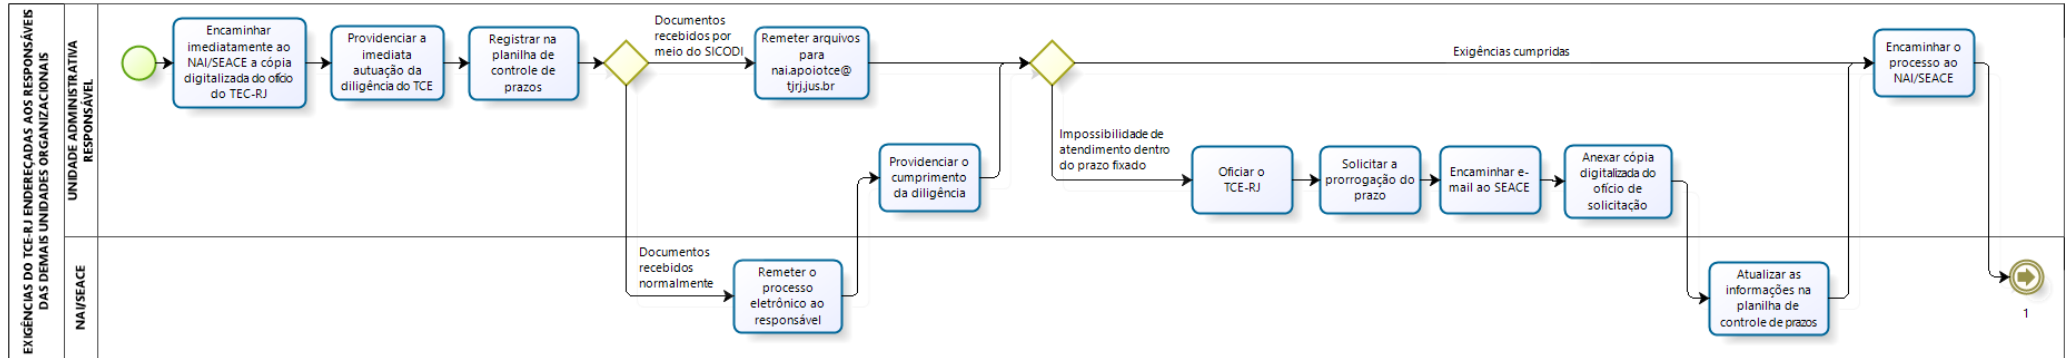 EXIGÊNCIAS DO TCE-RJ ENDEREÇADAS AOS RESPONSÁVEIS
DAS DEMAIS UNIDADES ORGANIZACIONAIS
UNIDADE ADMINISTRATIVA
RESPONSÁVEL
Encaminhar
imediatamente ao
NAI/SEACE a cópia
digitalizada do ofício
do TEC-RJ
Providenciar a
imediata
autuação da
diligência do TCE
Registrar na
planilha de
controle de
prazos
Documentos
recebidos por
meio do SICODI
Remeter arquivos
para
nai.apoiotce@
tjrj.jus.br
Providenciar o
cumprimento
da diligência
Exigências cumpridas
Impossibilidade de
atendimento dentro
do prazo fixado
Oficiar o
TCE-RJ
Solicitar a
prorrogação do
prazo
Encaminhar e-
mail ao SEACE
Anexar cópia
digitalizada do
ofício de
solicitação
Encaminhar o
processo ao
NAI/SEACE
NAI/SEACE
Documentos
recebidos
normalmente
Remeter o
processo
eletrônico ao
responsável
Atualizar as
informações na
planilha de
controle de prazos
1